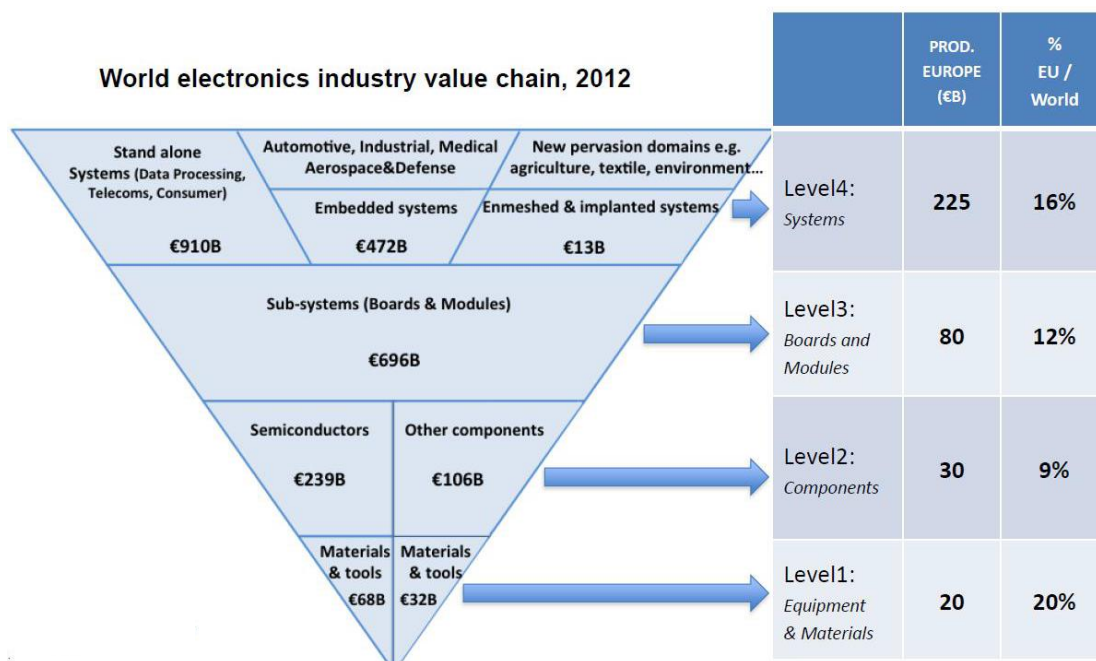 World electronics industry value chain, 2012
Stand alone
Systems (Data Processing,
Telecoms, Consumer)
€910B
Automotive, Industrial, Medical
Aerospace&Defense
New pervasion domains e.g.
agriculture, textile, environment...
Embedded systems
€472B
Enmeshed & implanted systems
€13B
Sub-systems (Boards & Modules)
€696B
Semiconductors
€239B
Other components
€106B
Materials
& tools
€68B
Materials
& tools
€32B
PROD.
EUROPE
(€B)
%
EU /
World
Level4:
Systems
225
16%
Level3:
Boards and
Modules
80
12%
Level2:
Components
30
9%
Level1:
Equipment
& Materials
20
20%